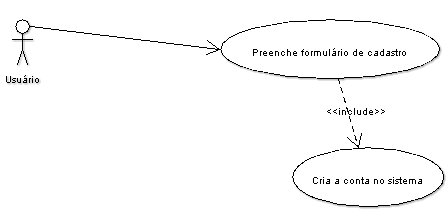 Preenche formulário de cadastro
Usuário
<<include>>
Cria a conta no sistema